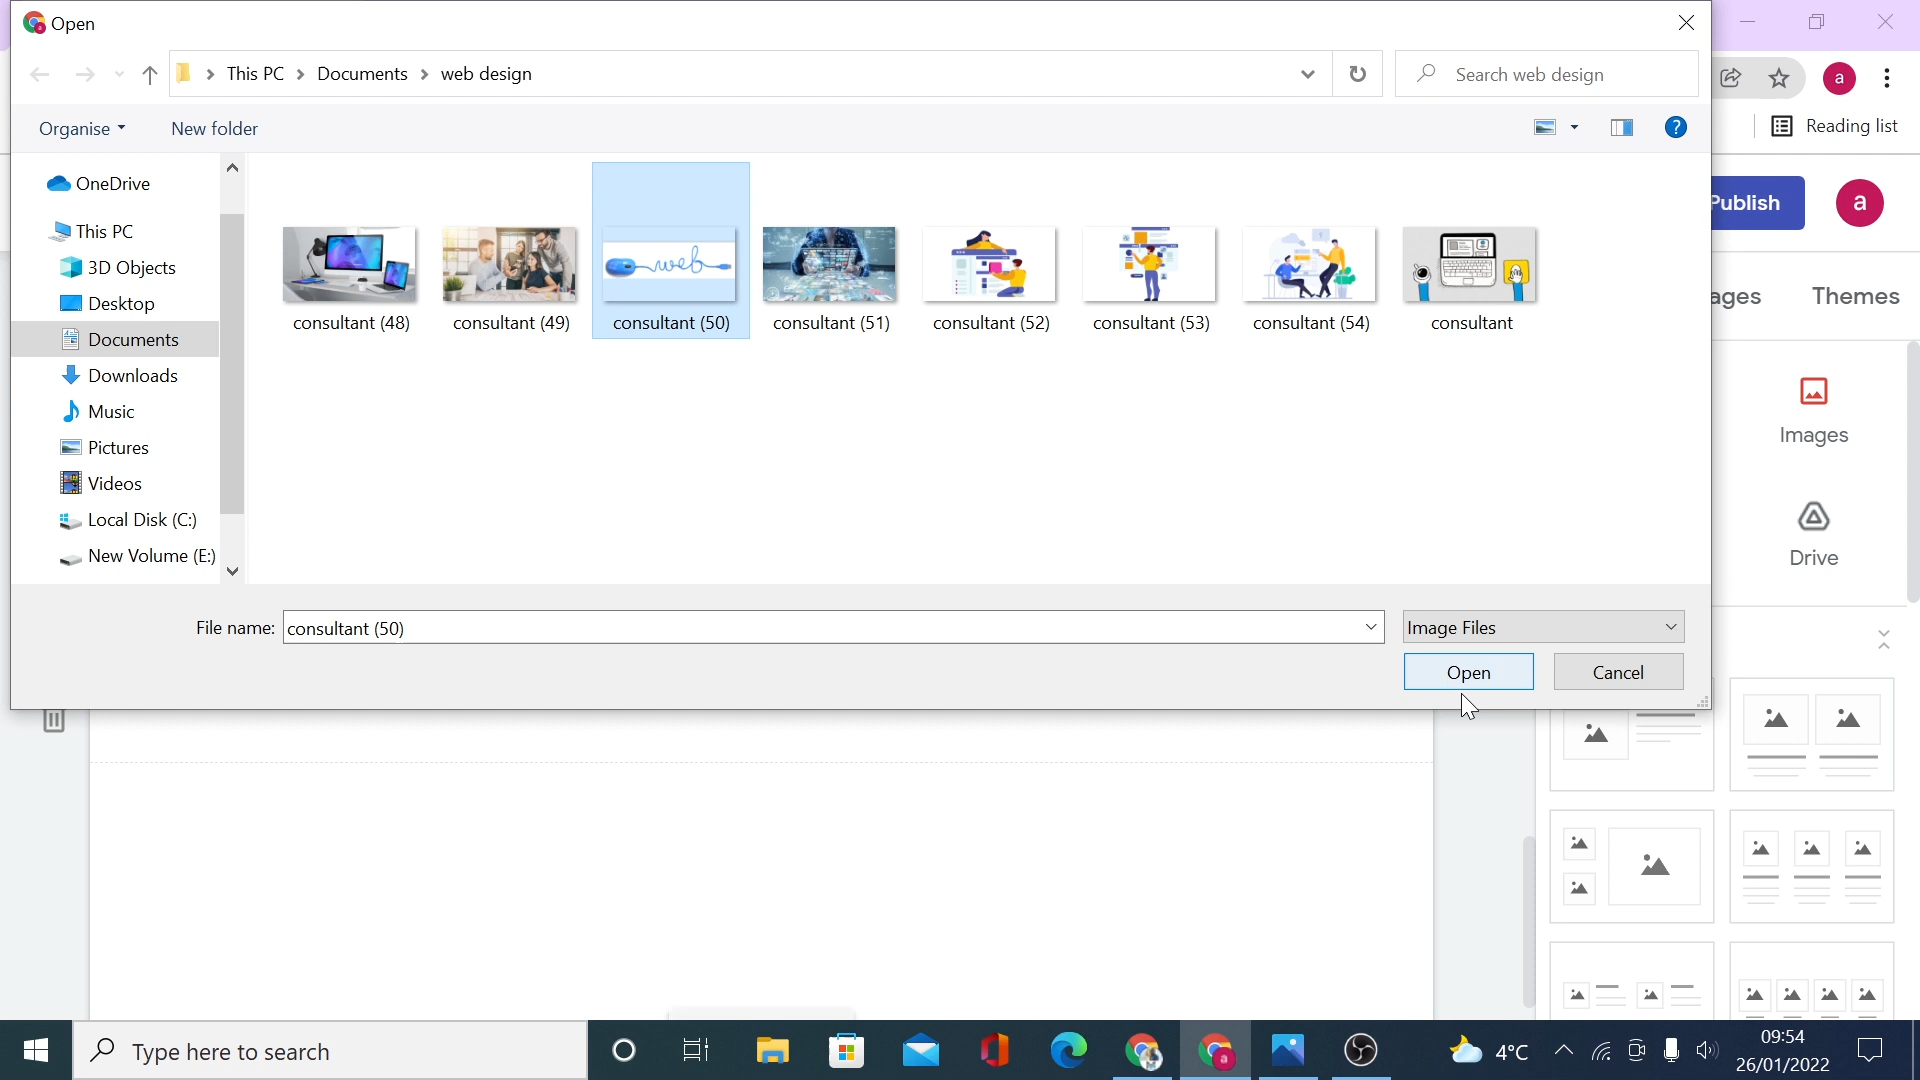 Open
This PC > Documents > web design
Search web design
a
Organise
New folder
?
Reading list
OneDrive
This PC
3D Objects
Desktop
Documents
Downloads
Music
Pictures
Videos
Local Disk (C:)
New Volume (E:)
web
consultant (48)
consultant (49)
consultant (50)
consultant (51)
consultant (52)
consultant (53)
consultant (54)
consultant
Publish
a
ages
Themes
Images
Drive
File name:
consultant (50)
Image Files
Open
Cancel
Type here to search
a
4°C
09:54
26/01/2022